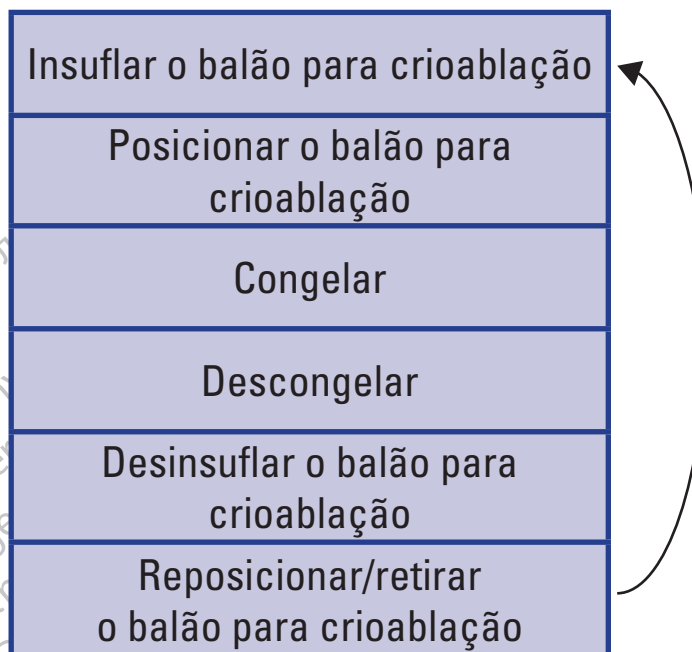 Insuflar o balão para crioablação
Posicionar o balão para
crioablação
Congelar
Descongelar
Desinsuflar o balão para
crioablação
Reposicionar/retirar
o balão para crioablação